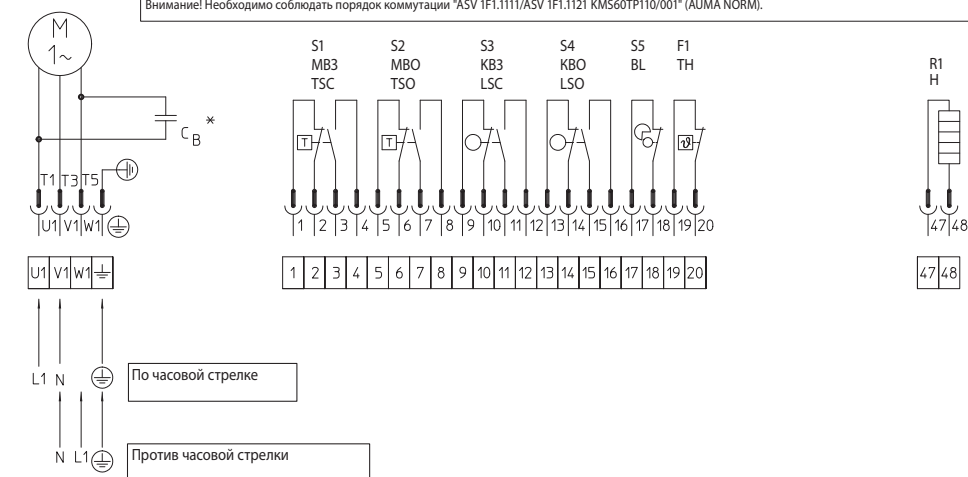 Внимание! Необходимо соблюдать порядок коммутации "ASV 1F1.1111/ASV 1F1.1121 KMS60TP110/001" (AUMA NORM).
M
1~
S1 S2 S3 S4 S5 F1
MB3 MBO KB3 KBO BL TH
TSC TSO LSC LSO
R1
H
C B *
T T ϑ
T1 T3 T5
U1 V1 W1
1 2 3 4 5 6 7 8 9 10 11 12 13 14 15 16 17 18 19 20
47 48
U1 V1 W1
1 2 3 4 5 6 7 8 9 10 11 12 13 14 15 16 17 18 19 20
47 48
L1 N
По часовой стрелке
N L1
Против часовой стрелки